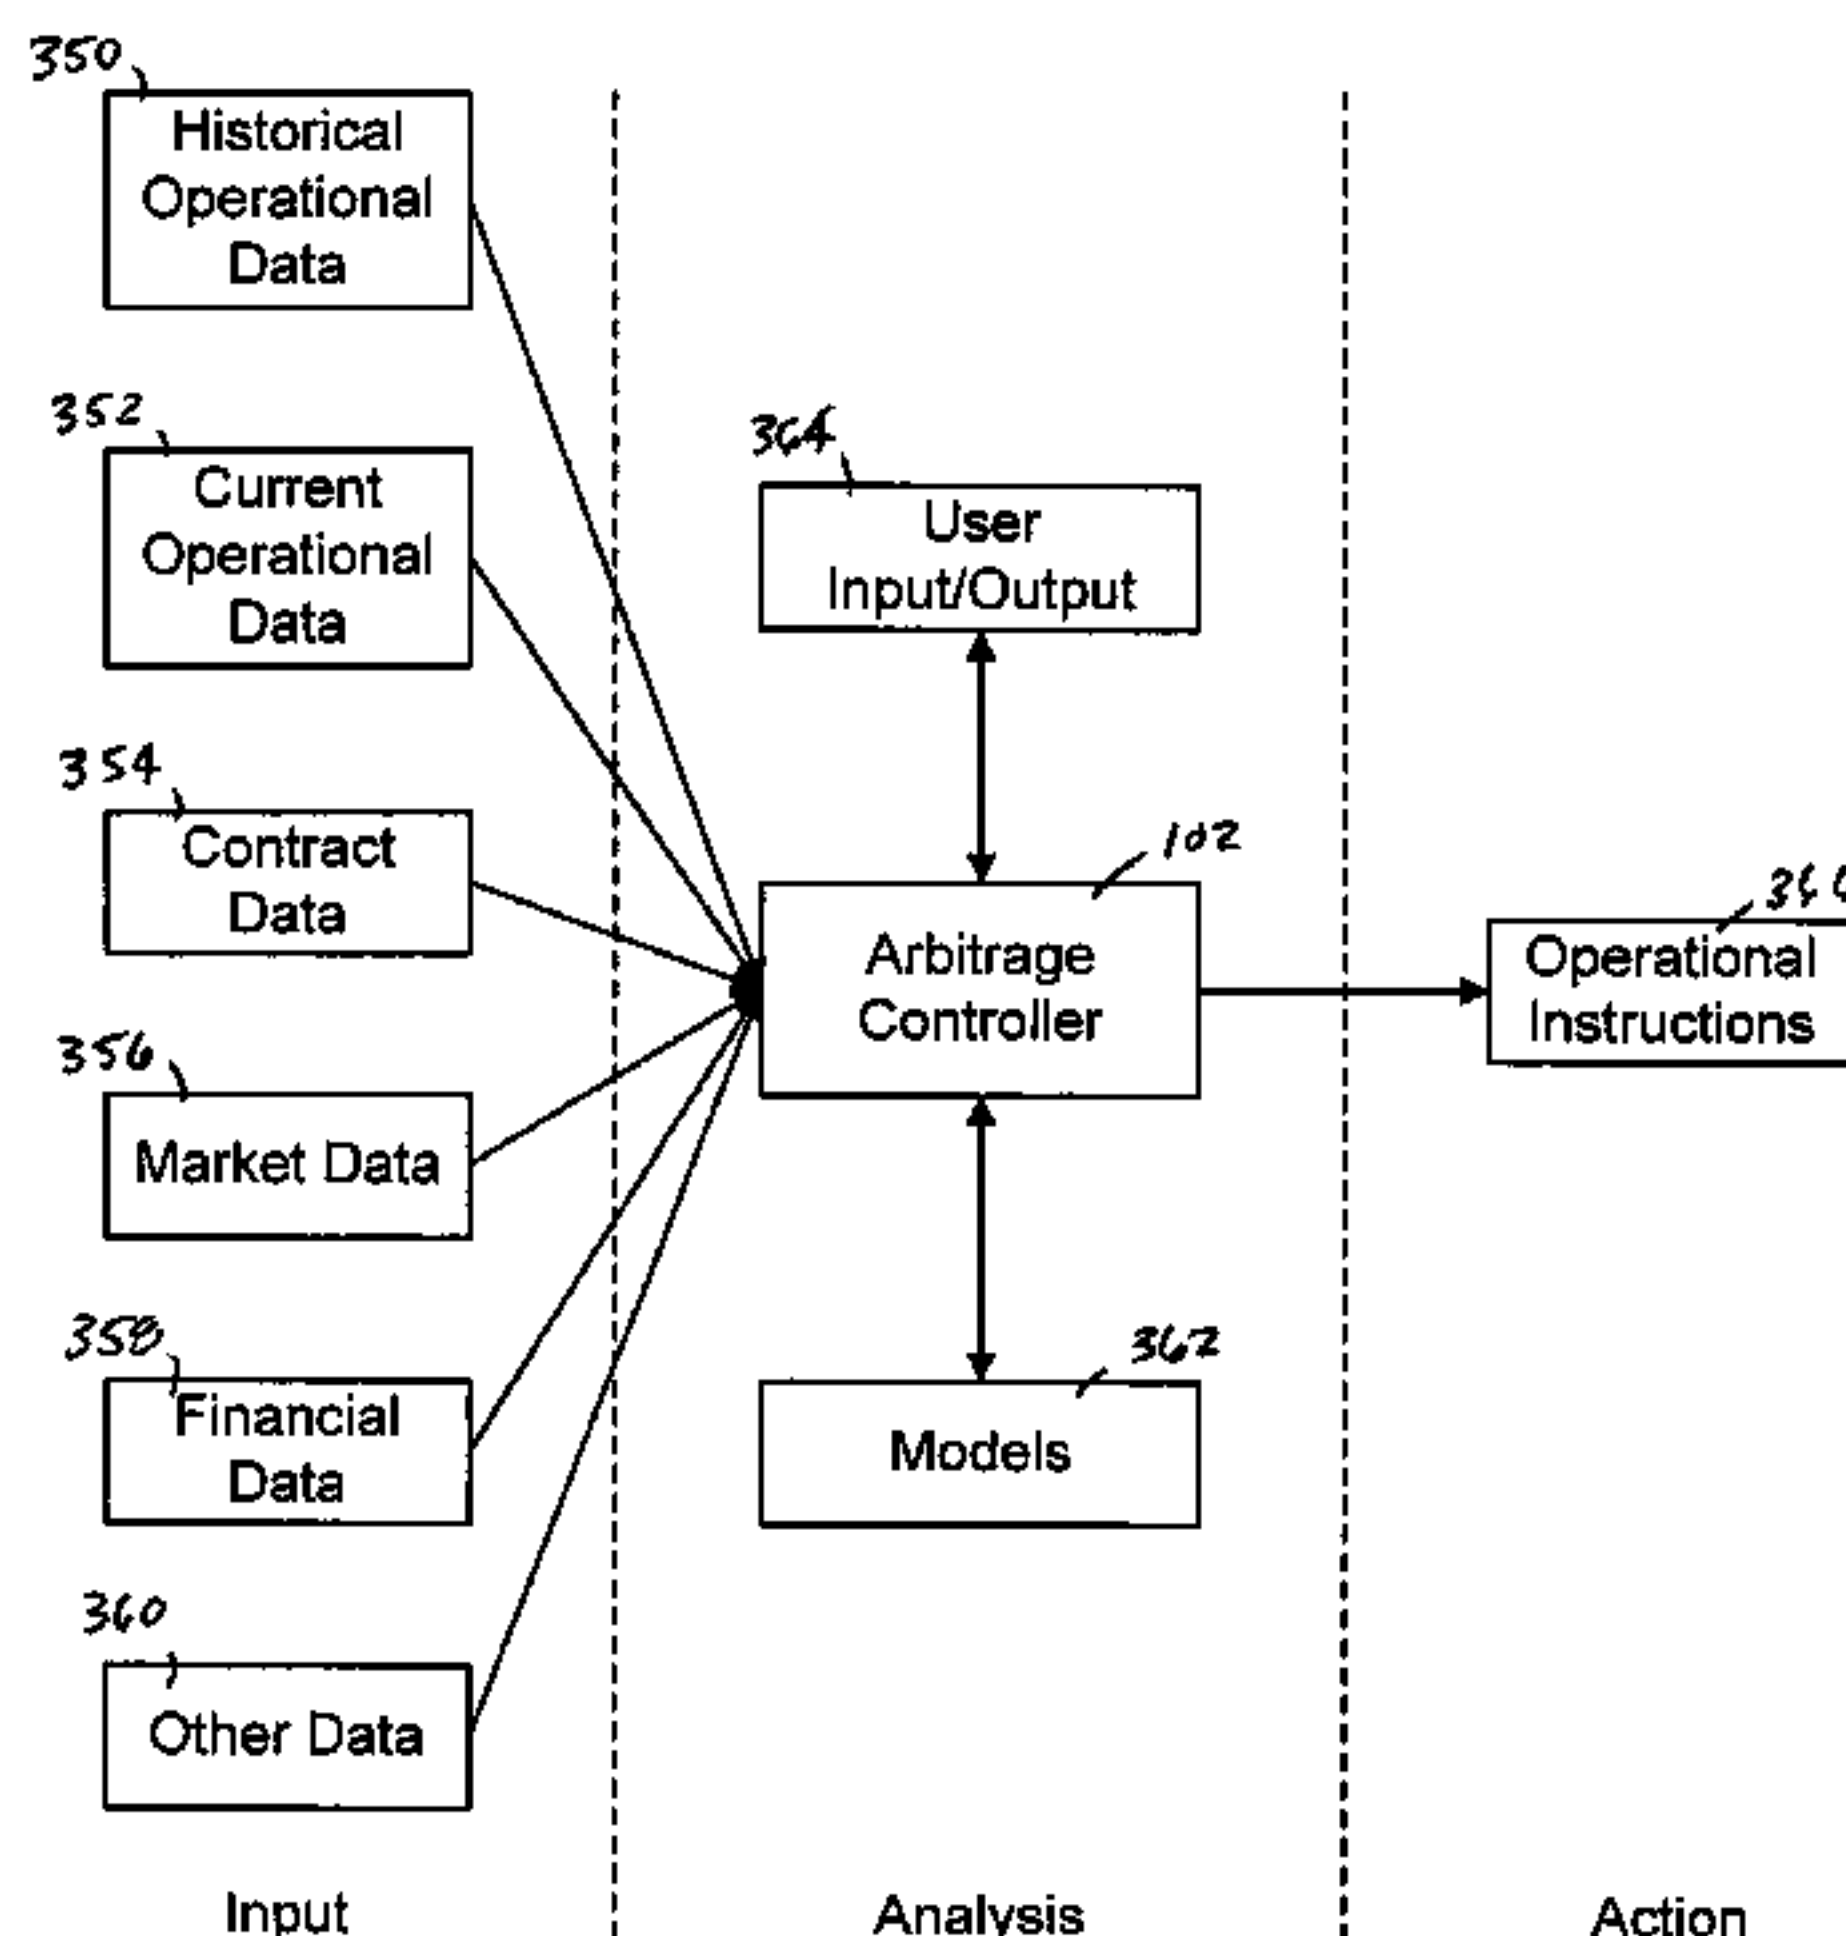 350
Historical
Operational
Data
352
Current
Operational
Data
354
Contract
Data
356
Market Data
358
Financial
Data
360
Other Data
Input
364
User
Input/Output
102
Arbitrage
Controller
362
Models
Analysis
Operational
Instructions
Action